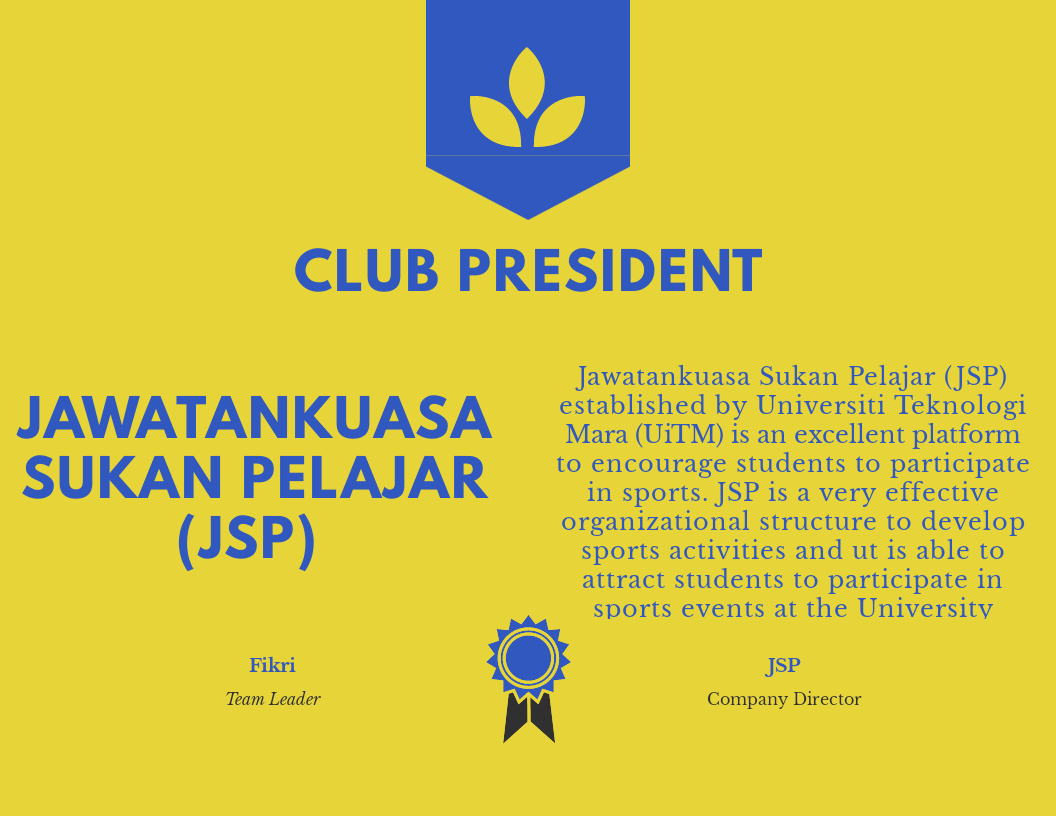 CLUB PRESIDENT
JAWATANKUASA
SUKAN PELAJAR
(JSP)
Jawatankuasa Sukan Pelajar (JSP)
established by Universiti Teknologi
Mara (UiTM) is an excellent platform
to encourage students to participate
in sports. JSP is a very effective
organizational structure to develop
sports activities and ut is able to
attract students to participate in
sports events at the University
Fikri
Team Leader
JSP
Company Director